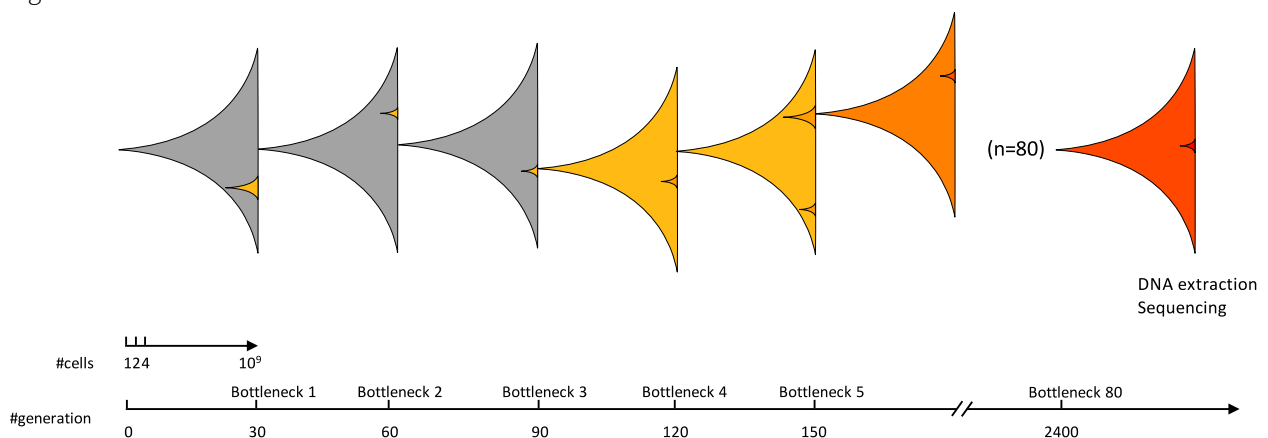 (n=80)
DNA extraction
Sequencing
#cells
124
10⁹
Bottleneck 1
Bottleneck 2
Bottleneck 3
Bottleneck 4
Bottleneck 5
Bottleneck 80
#generation
0
30
60
90
120
150
2400